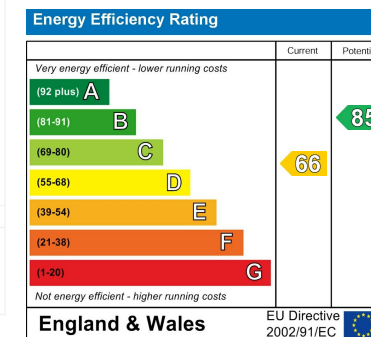 Energy Efficiency Rating
Current Potenti
Very energy efficient - lower running costs
(92 plus) A
(81-91) B
85
(69-80) C
66
(55-68) D
(39-54) E
(21-38) F
(1-20) G
Not energy efficient - higher running costs
England & Wales
EU Directive
2002/91/EC